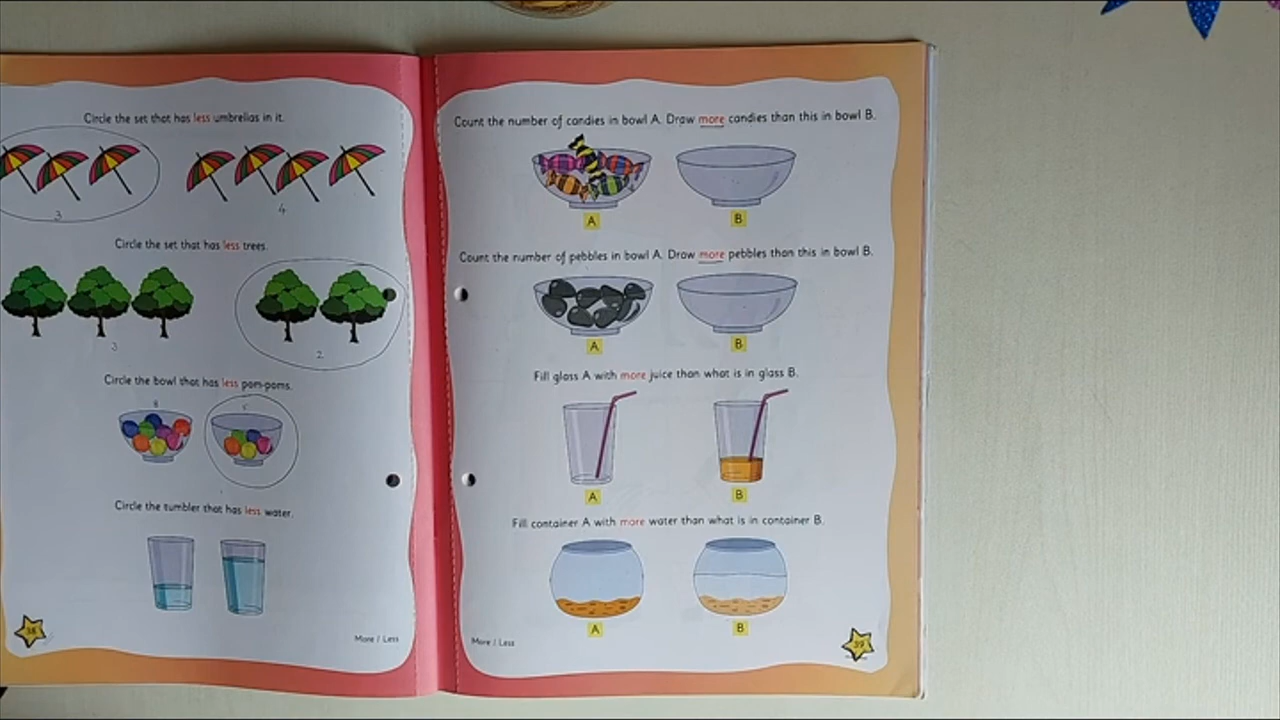 Circle the set that has less umbrellas in it.
3
4
Circle the set that has less trees.
3
2
Circle the bowl that has less pom-poms.
8
5
Circle the tumbler that has less water.
38
More / Less
Count the number of candies in bowl A. Draw more candies than this in bowl B.
A
B
Count the number of pebbles in bowl A. Draw more pebbles than this in bowl B.
A
B
Fill glass A with more juice than what is in glass B.
A
B
Fill container A with more water than what is in container B.
A
B
More / Less
39